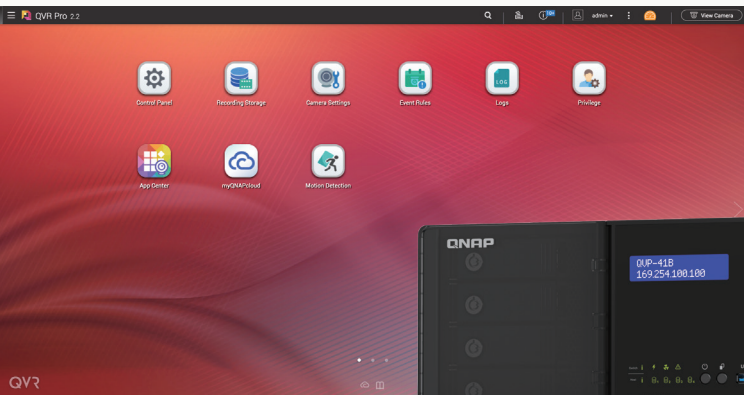 QVR Pro 2.2
10+
admin
View Camera
Control Panel
Recording Storage
Camera Settings
Event Rules
LOG
Logs
Privilege
App Center
myQNAPcloud
Motion Detection
QNAP
QVP-41B
169.254.100.100
QVR